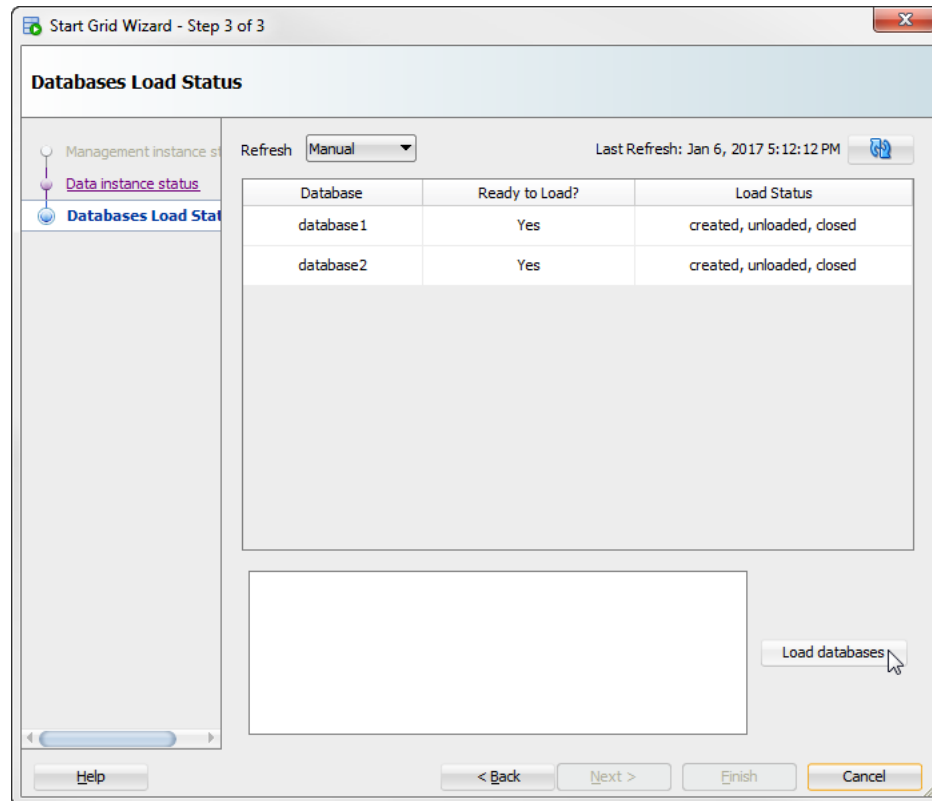 Start Grid Wizard - Step 3 of 3
Databases Load Status
Management instance st
Data instance status
Databases Load Stat
Refresh Manual Last Refresh: Jan 6, 2017 5:12:12 PM
Database Ready to Load? Load Status
database1 Yes created, unloaded, closed
database2 Yes created, unloaded, closed
Load databases
Help < Back Next > Finish Cancel